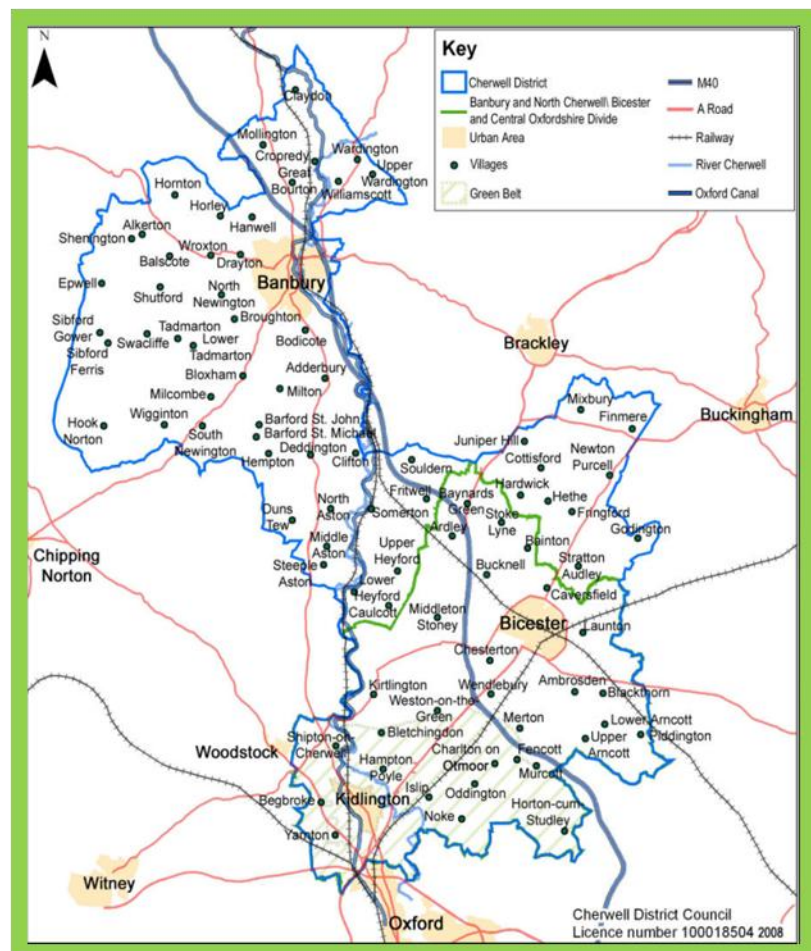 N
Key
Cherwell District
Banbury and North Cherwell\ Bicester
and Central Oxfordshire Divide
Urban Area
Villages
Green Belt
M40
A Road
Railway
River Cherwell
Oxford Canal
Claydon
Mollington
Cropredy
Wardington
Great
Bourton
Upper
Wardington
Williamscott
Hornton
Horley
Hanwell
Alkerton
Shenington
Wroxton
Balscote
Drayton
Banbury
Epwell
Shutford
North
Newington
Broughton
Sibford
Gower
Sibford
Ferris
Swacliffe
Tadmarton
Lower
Tadmarton
Bodicote
Bloxham
Adderbury
Milcombe
Milton
Hook
Norton
Wigginton
South
Newington
Barford St. John
Barford St. Michael
Deddington
Hempton
Clifton
Brackley
Buckingham
Mixbury
Finmere
Juniper Hill
Cottisford
Newton
Purcell
Souldern
Hardwick
Hethe
Fringford
Fritwell
Baynards
Green
Stoke
Lyne
Godington
Duns
Tew
North
Aston
Somerton
Ardley
Bainton
Middle
Aston
Upper
Heyford
Bucknell
Stratton
Audley
Chipping
Norton
Steeple
Aston
Lower
Heyford
Caulcott
Middleton
Stoney
Caversfield
Bicester
Launton
Chesterton
Kirtlington
Weston-on-the-
Green
Wendlebury
Ambrosden
Blackthorn
Bletchingdon
Merton
Lower Arncott
Piddington
Upper
Arncott
Woodstock
Shipton-on-
Cherwell
Hampton
Poyle
Charlton on
Otmoor
Fencott
Murcott
Begbroke
Kidlington
Islip
Oddington
Noke
Horton-cum-
Studley
Yarnton
Witney
Oxford
Cherwell District Council
Licence number 100018504 2008